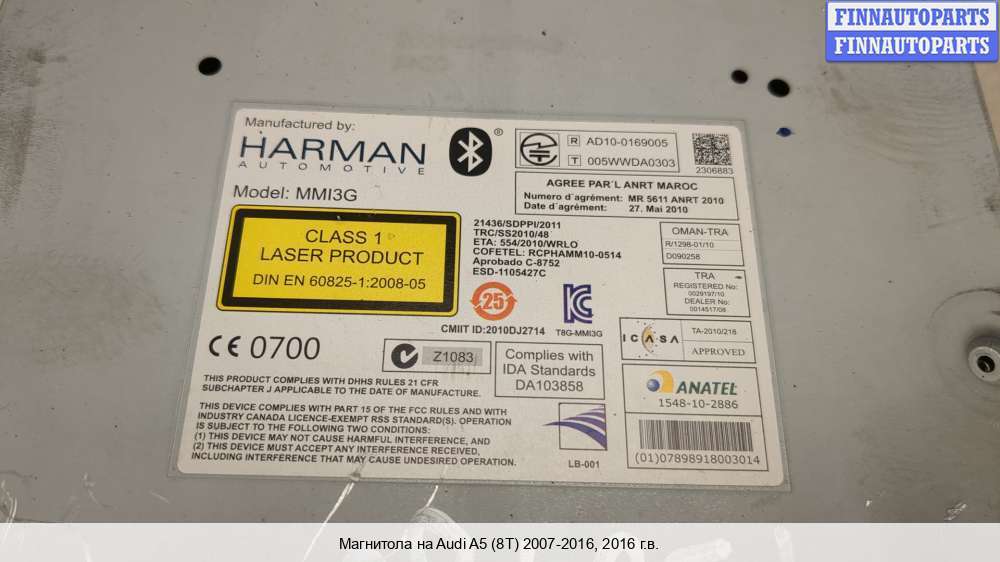 FINNAUTOPARTS
FINNAUTOPARTS
Manufactured by:
HARMAN
AUTOMOTIVE
Model: MMI3G
®
R AD10-0169005
T 005WWDA0303
2306883
AGREE PAR´L ANRT MAROC
Numero d´agrément: MR 5611 ANRT 2010
Date d´agrément: 27. Mai 2010
CLASS 1
LASER PRODUCT
DIN EN 60825-1:2008-05
21436/SDPPI/2011
TRC/SS2010/48
ETA: 554/2010/WRLO
COFETEL: RCPHAMM10-0514
Aprobado C-8752
ESD-1105427C
OMAN-TRA
R/1298-01/10
D090258
TRA
REGISTERED No:
0029197/10
DEALER No:
0014517/08
25
CMIIT ID:2010DJ2714
T8G-MMI3G
ICASA
TA-2010/216
APPROVED
CE 0700
Z1083
Complies with
IDA Standards
DA103858
ANATEL
1548-10-2886
(01)07898918003014
THIS PRODUCT COMPLIES WITH DHHS RULES 21 CFR
SUBCHAPTER J APPLICABLE TO THE DATE OF MANUFACTURE.
THIS DEVICE COMPLIES WITH PART 15 OF THE FCC RULES AND WITH
INDUSTRY CANADA LICENCE-EXEMPT RSS STANDARD(S). OPERATION
IS SUBJECT TO THE FOLLOWING TWO CONDITIONS:
(1) THIS DEVICE MAY NOT CAUSE HARMFUL INTERFERENCE, AND
(2) THIS DEVICE MUST ACCEPT ANY INTERFERENCE RECEIVED,
INCLUDING INTERFERENCE THAT MAY CAUSE UNDESIRED OPERATION.
LB-001
Магнитола на Audi A5 (8T) 2007-2016, 2016 г.в.